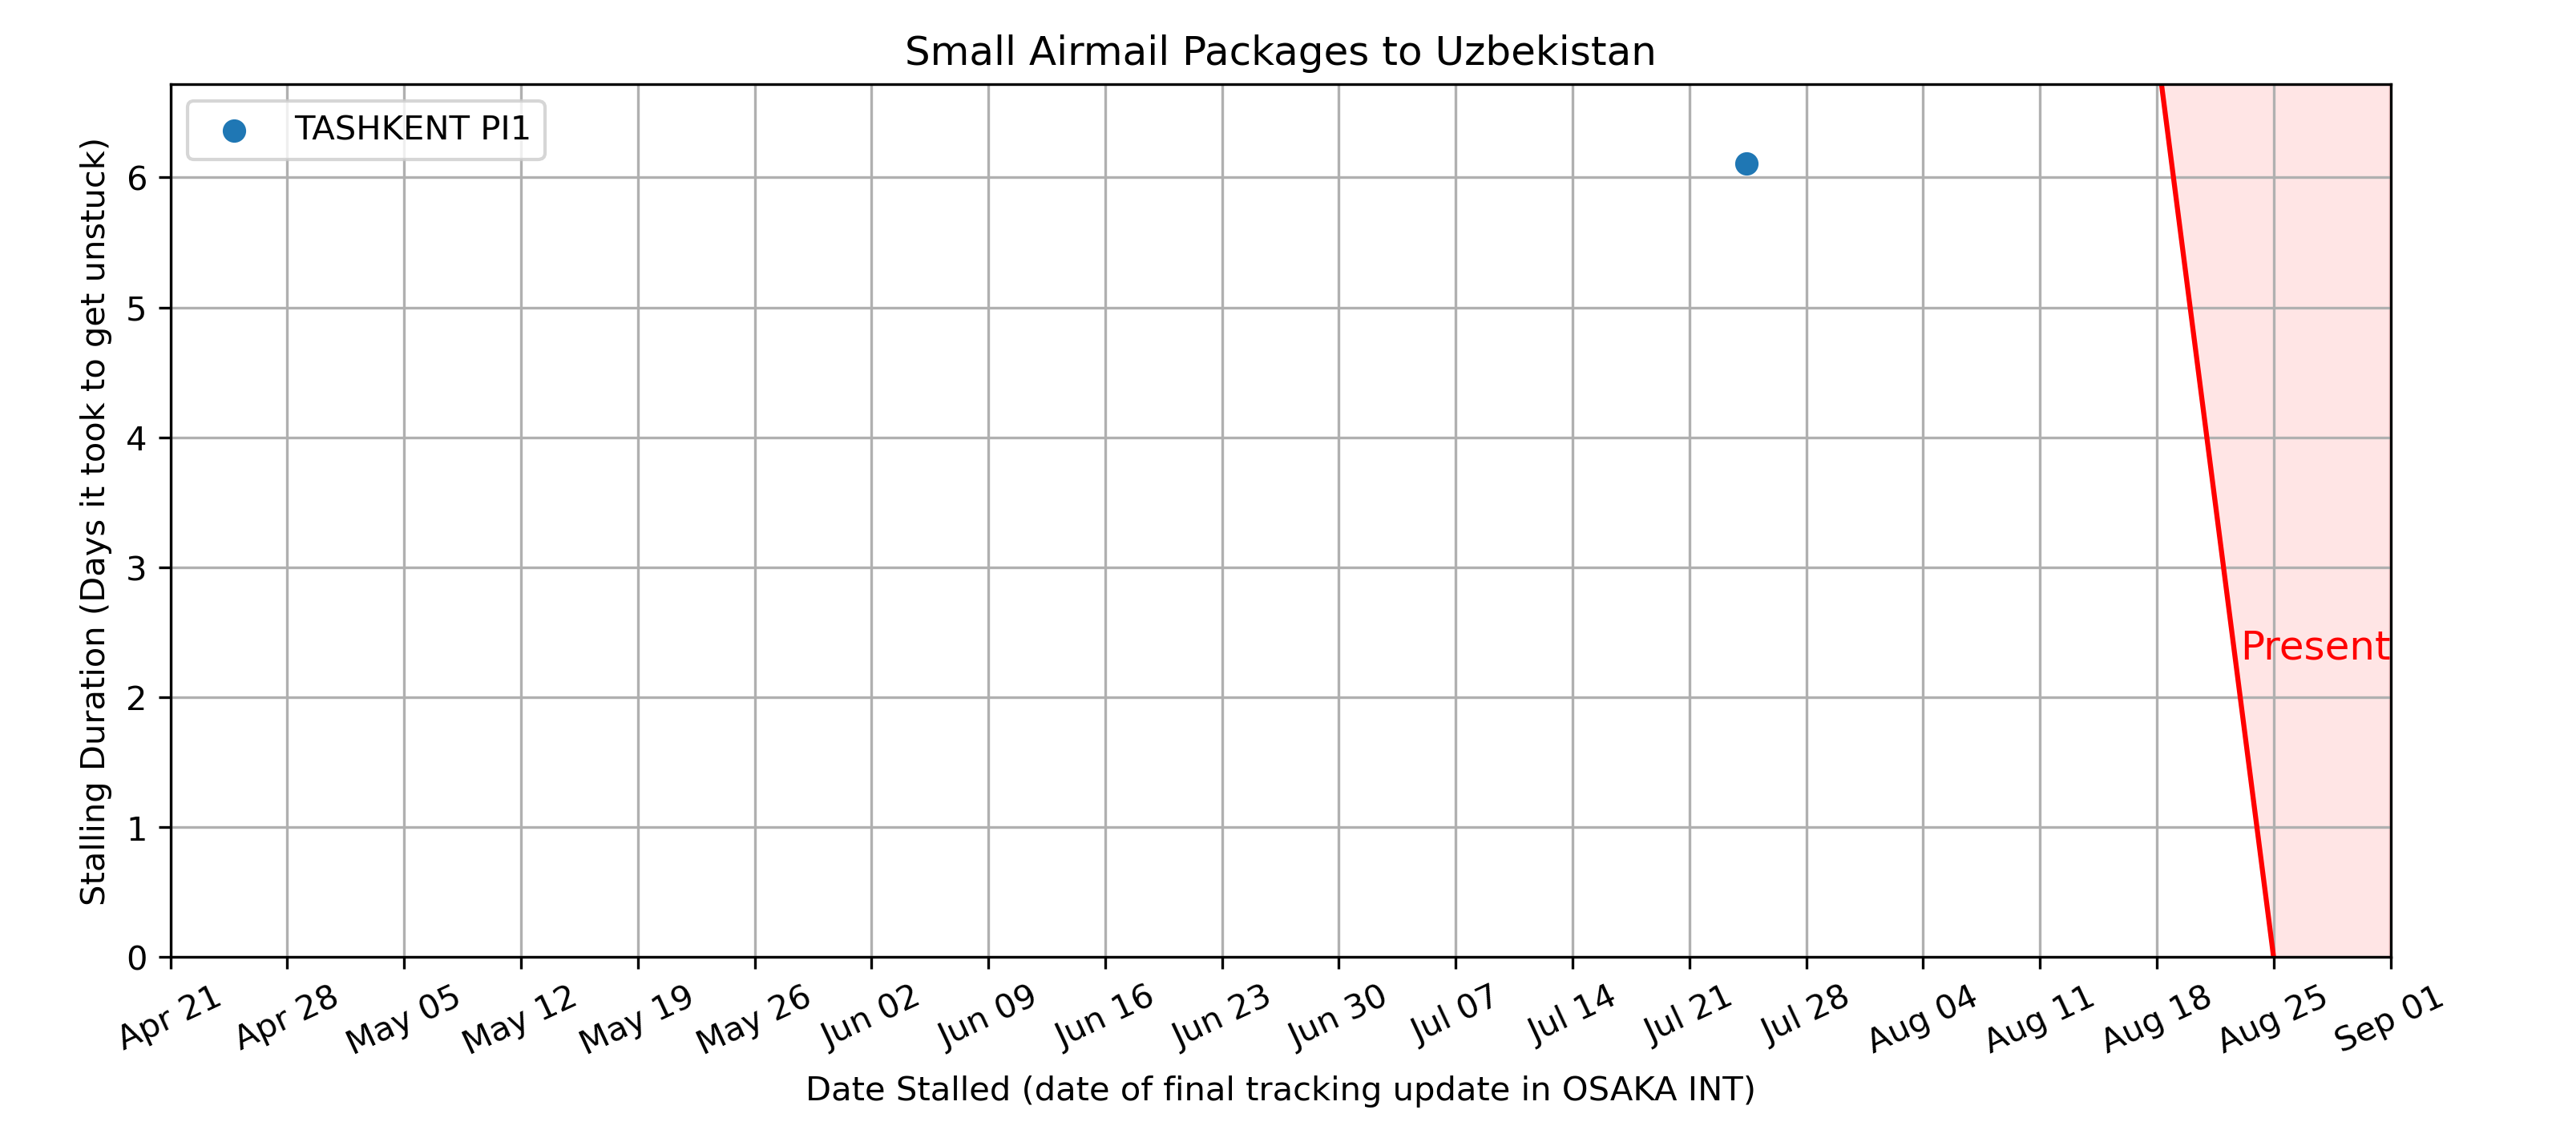 Small Airmail Packages to Uzbekistan
TASHKENT PI1
Stalling Duration (Days it took to get unstuck)
6
5
4
3
2
1
0
Present
Apr 21
Apr 28
May 05
May 12
May 19
May 26
Jun 02
Jun 09
Jun 16
Jun 23
Jun 30
Jul 07
Jul 14
Jul 21
Jul 28
Aug 04
Aug 11
Aug 18
Aug 25
Sep 01
Date Stalled (date of final tracking update in OSAKA INT)